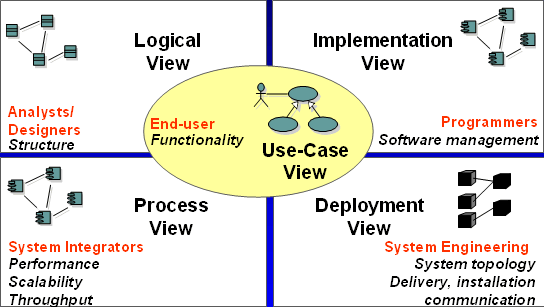 Logical
View
Analysts/
Designers
Structure
Implementation
View
Programmers
Software management
End-user
Functionality
Use-Case
View
Process
View
System Integrators
Performance
Scalability
Throughput
Deployment
View
System Engineering
System topology
Delivery, installation
communication